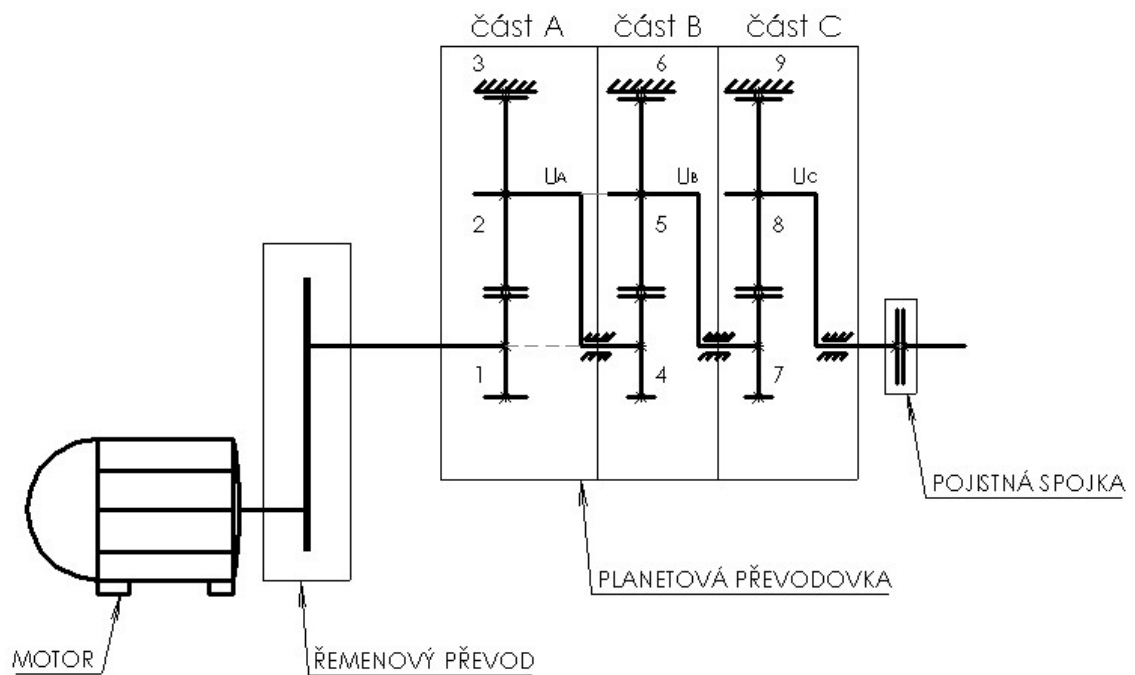 část A část B část C
3 6 9
UA UB UC
2 5 8
1 4 7
POJISTNÁ SPOJKA
PLANETOVÁ PŘEVODOVKA
MOTOR
ŘEMENOVÝ PŘEVOD